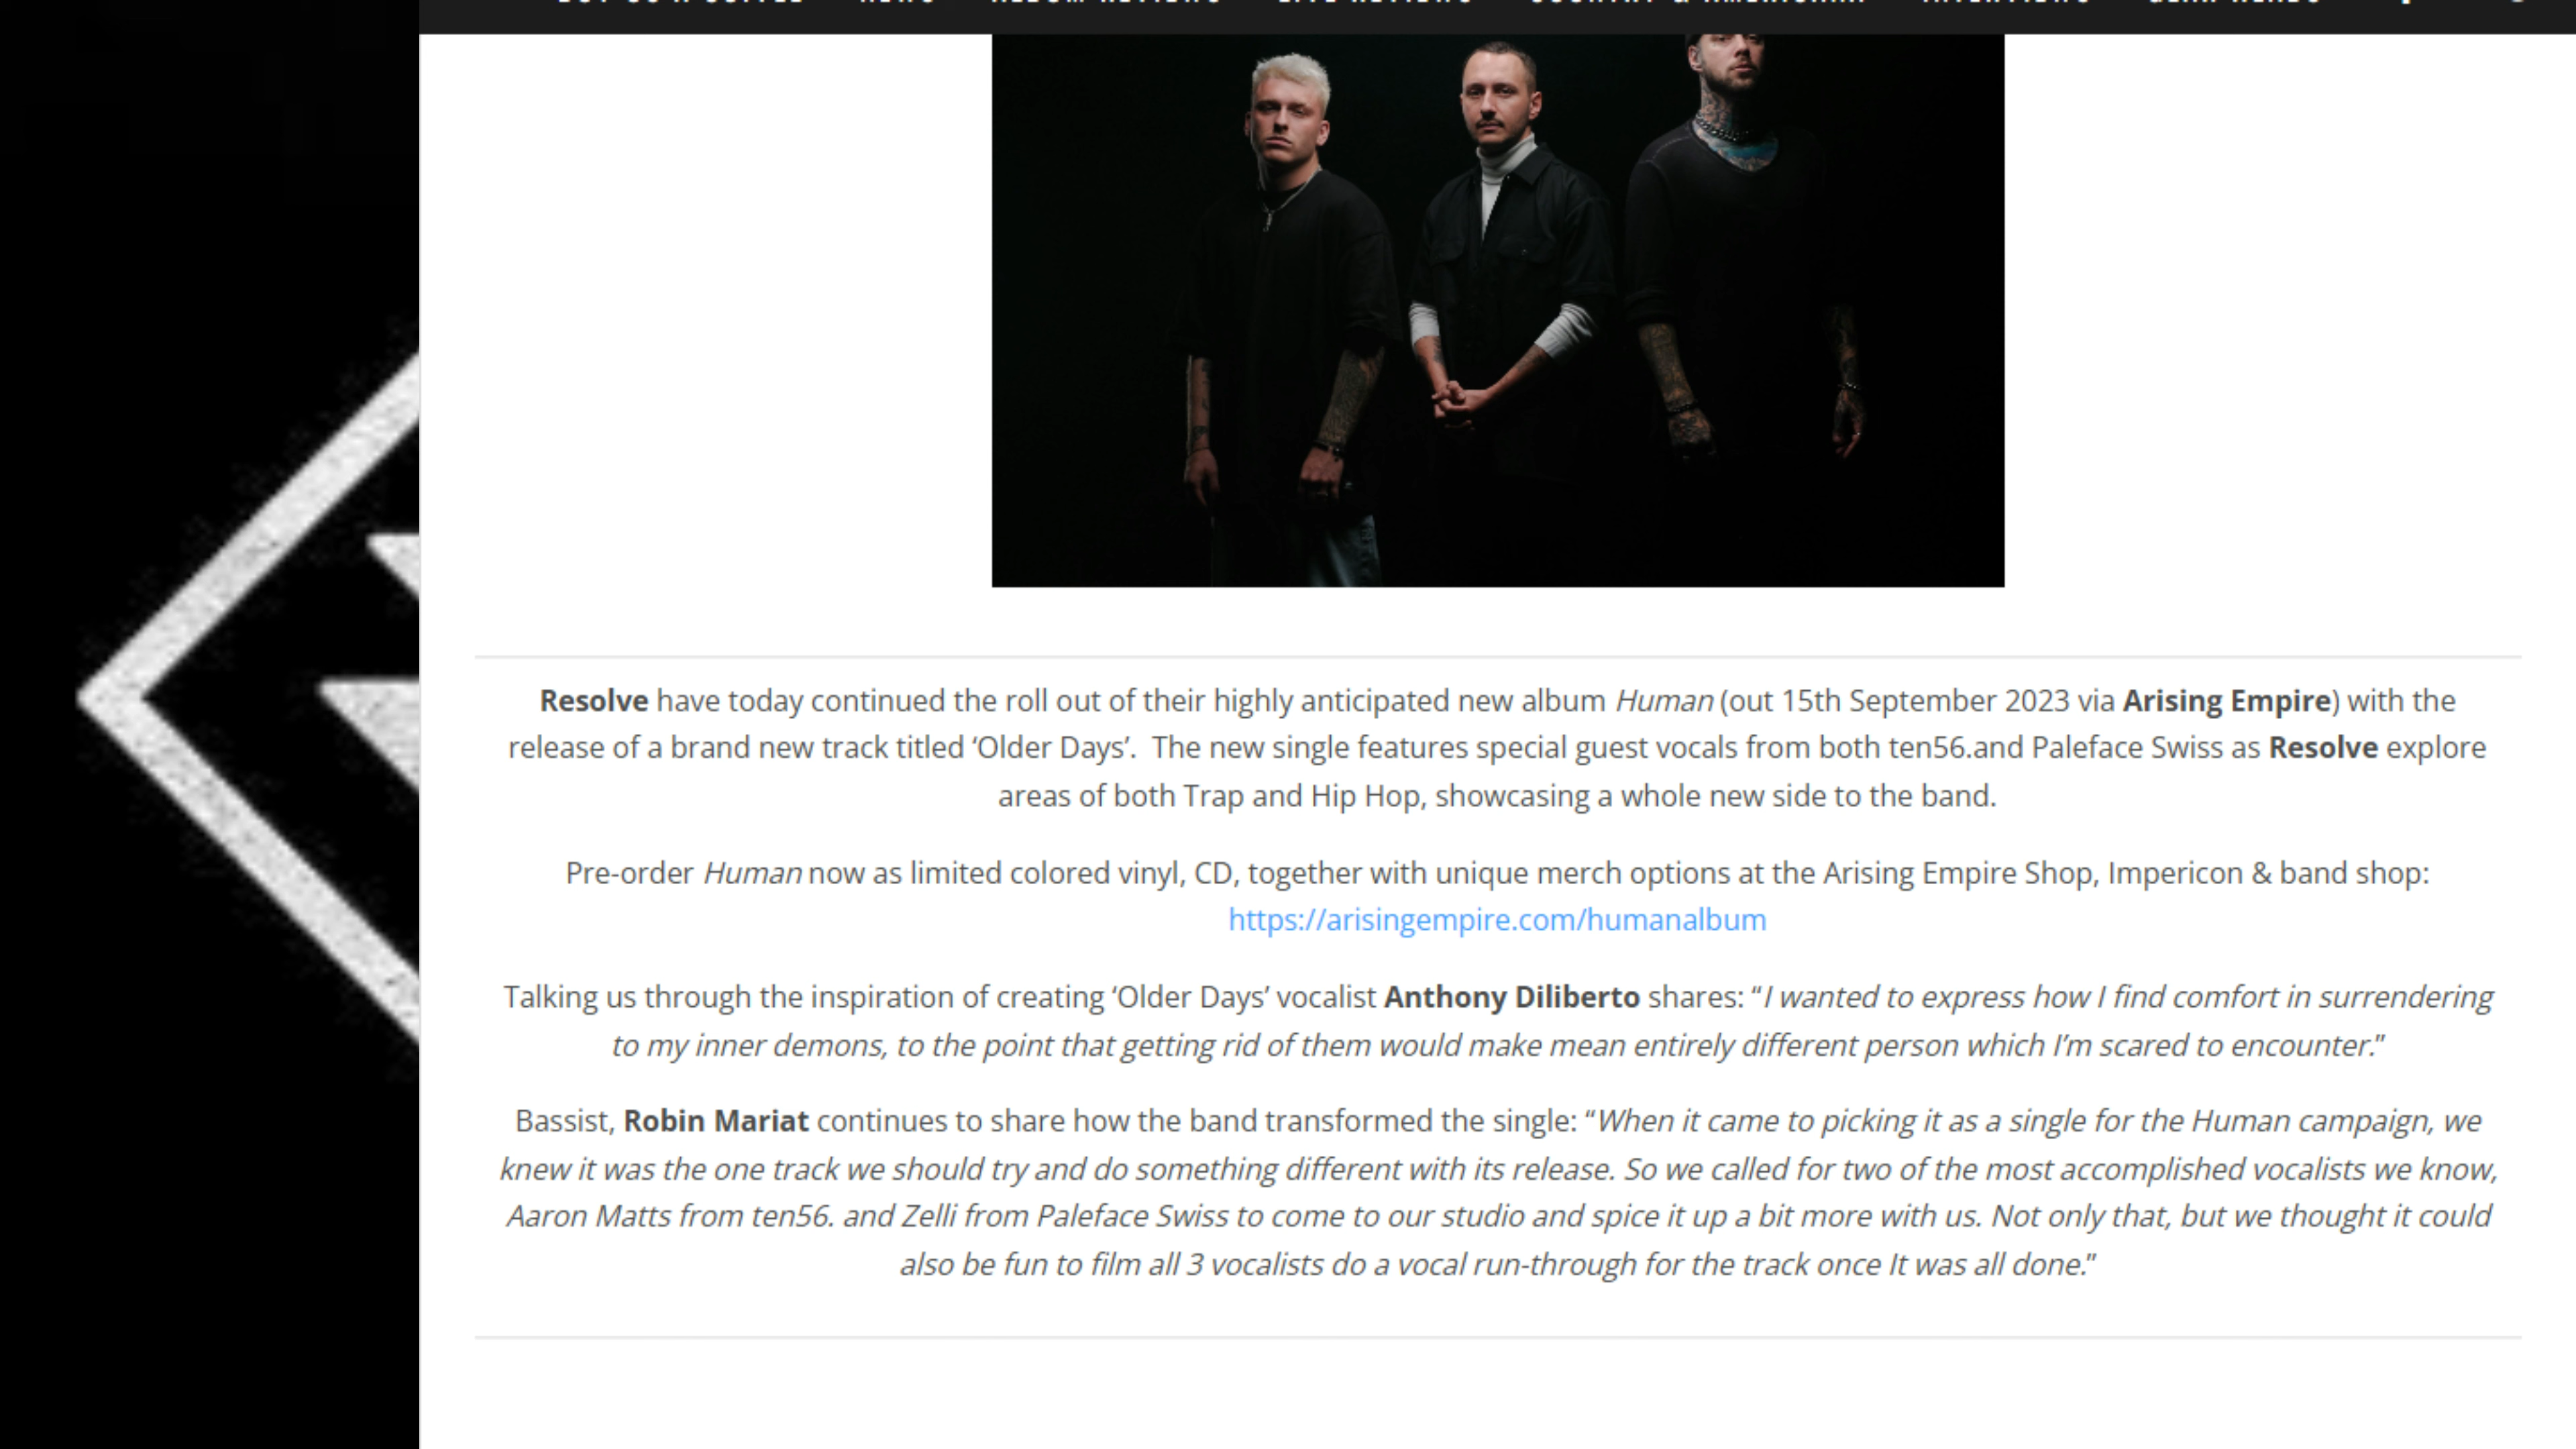 Resolve have today continued the roll out of their highly anticipated new album Human (out 15th September 2023 via Arising Empire) with the
release of a brand new track titled ‘Older Days’.  The new single features special guest vocals from both ten56.and Paleface Swiss as Resolve explore
areas of both Trap and Hip Hop, showcasing a whole new side to the band.
Pre-order Human now as limited colored vinyl, CD, together with unique merch options at the Arising Empire Shop, Impericon & band shop:
https://arisingempire.com/humanalbum
Talking us through the inspiration of creating ‘Older Days’ vocalist Anthony Diliberto shares: “I wanted to express how I find comfort in surrendering
to my inner demons, to the point that getting rid of them would make mean entirely different person which I’m scared to encounter.”
Bassist, Robin Mariat continues to share how the band transformed the single: “When it came to picking it as a single for the Human campaign, we
knew it was the one track we should try and do something different with its release. So we called for two of the most accomplished vocalists we know,
Aaron Matts from ten56. and Zelli from Paleface Swiss to come to our studio and spice it up a bit more with us. Not only that, but we thought it could
also be fun to film all 3 vocalists do a vocal run-through for the track once It was all done.”